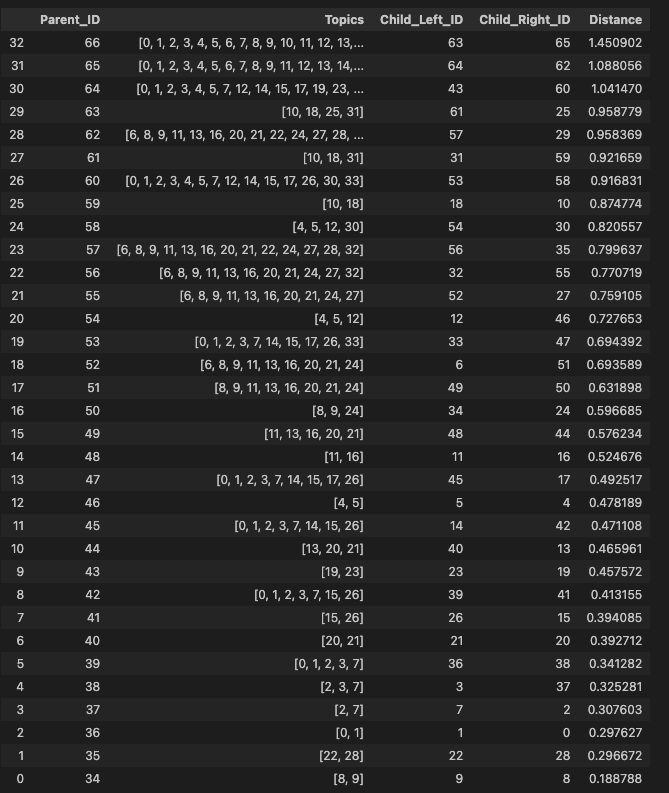 Parent_ID Topics Child_Left_ID Child_Right_ID Distance
32 66 [0, 1, 2, 3, 4, 5, 6, 7, 8, 9, 10, 11, 12, 13,... 63 65 1.450902
31 65 [0, 1, 2, 3, 4, 5, 6, 7, 8, 9, 11, 12, 13, 14,... 64 62 1.088056
30 64 [0, 1, 2, 3, 4, 5, 7, 12, 14, 15, 17, 19, 23, ... 43 60 1.041470
29 63 [10, 18, 25, 31] 61 25 0.958779
28 62 [6, 8, 9, 11, 13, 16, 20, 21, 22, 24, 27, 28, ... 57 29 0.958369
27 61 [10, 18, 31] 31 59 0.921659
26 60 [0, 1, 2, 3, 4, 5, 7, 12, 14, 15, 17, 26, 30, 33] 53 58 0.916831
25 59 [10, 18] 18 10 0.874774
24 58 [4, 5, 12, 30] 54 30 0.820557
23 57 [6, 8, 9, 11, 13, 16, 20, 21, 22, 24, 27, 28, 32] 56 35 0.799637
22 56 [6, 8, 9, 11, 13, 16, 20, 21, 24, 27, 32] 32 55 0.770719
21 55 [6, 8, 9, 11, 13, 16, 20, 21, 24, 27] 52 27 0.759105
20 54 [4, 5, 12] 12 46 0.727653
19 53 [0, 1, 2, 3, 7, 14, 15, 17, 26, 33] 33 47 0.694392
18 52 [6, 8, 9, 11, 13, 16, 20, 21, 24] 6 51 0.693589
17 51 [8, 9, 11, 13, 16, 20, 21, 24] 49 50 0.631898
16 50 [8, 9, 24] 34 24 0.596685
15 49 [11, 13, 16, 20, 21] 48 44 0.576234
14 48 [11, 16] 11 16 0.524676
13 47 [0, 1, 2, 3, 7, 14, 15, 17, 26] 45 17 0.492517
12 46 [4, 5] 5 4 0.478189
11 45 [0, 1, 2, 3, 7, 14, 15, 26] 14 42 0.471108
10 44 [13, 20, 21] 40 13 0.465961
9 43 [19, 23] 23 19 0.457572
8 42 [0, 1, 2, 3, 7, 15, 26] 39 41 0.413155
7 41 [15, 26] 26 15 0.394085
6 40 [20, 21] 21 20 0.392712
5 39 [0, 1, 2, 3, 7] 36 38 0.341282
4 38 [2, 3, 7] 3 37 0.325281
3 37 [2, 7] 7 2 0.307603
2 36 [0, 1] 1 0 0.297627
1 35 [22, 28] 22 28 0.296672
0 34 [8, 9] 9 8 0.188788